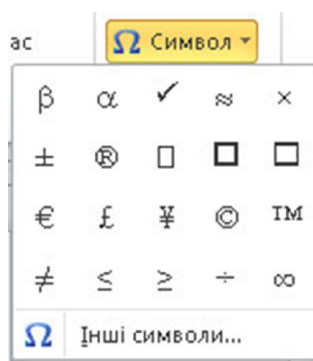 ас
Ω Символ
β α ✓ ≈ ×
± ® □ □ □
€ £ ¥ © TM
≠ ≤ ≥ ÷ ∞
Ω Інші символи...